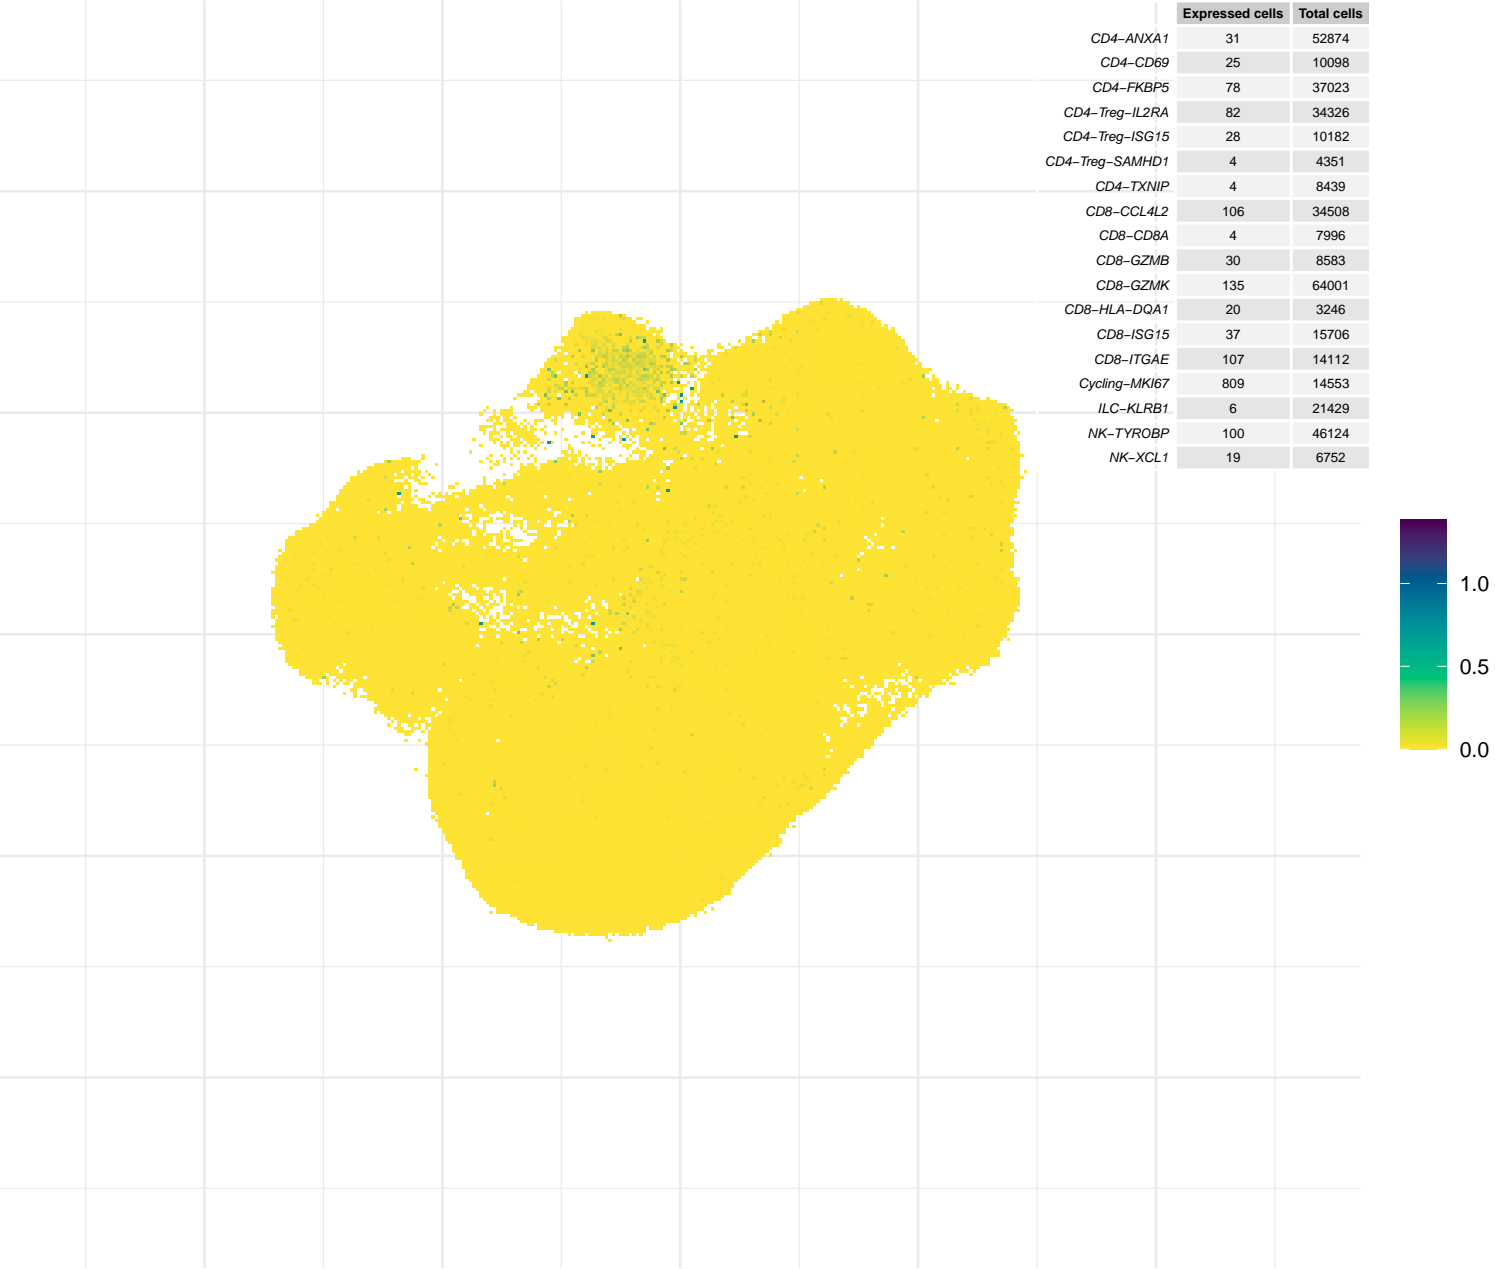 Expressed cells Total cells
CD4−ANXA1 31 52874
CD4−CD69 25 10098
CD4−FKBP5 78 37023
CD4−Treg−IL2RA 82 34326
CD4−Treg−ISG15 28 10182
CD4−Treg−SAMHD1 4 4351
CD4−TXNIP 4 8439
CD8−CCL4L2 106 34508
CD8−CD8A 4 7996
CD8−GZMB 30 8583
CD8−GZMK 135 64001
CD8−HLA−DQA1 20 3246
CD8−ISG15 37 15706
CD8−ITGAE 107 14112
Cycling−MKI67 809 14553
ILC−KLRB1 6 21429
NK−TYROBP 100 46124
NK−XCL1 19 6752
1.0
0.5
0.0